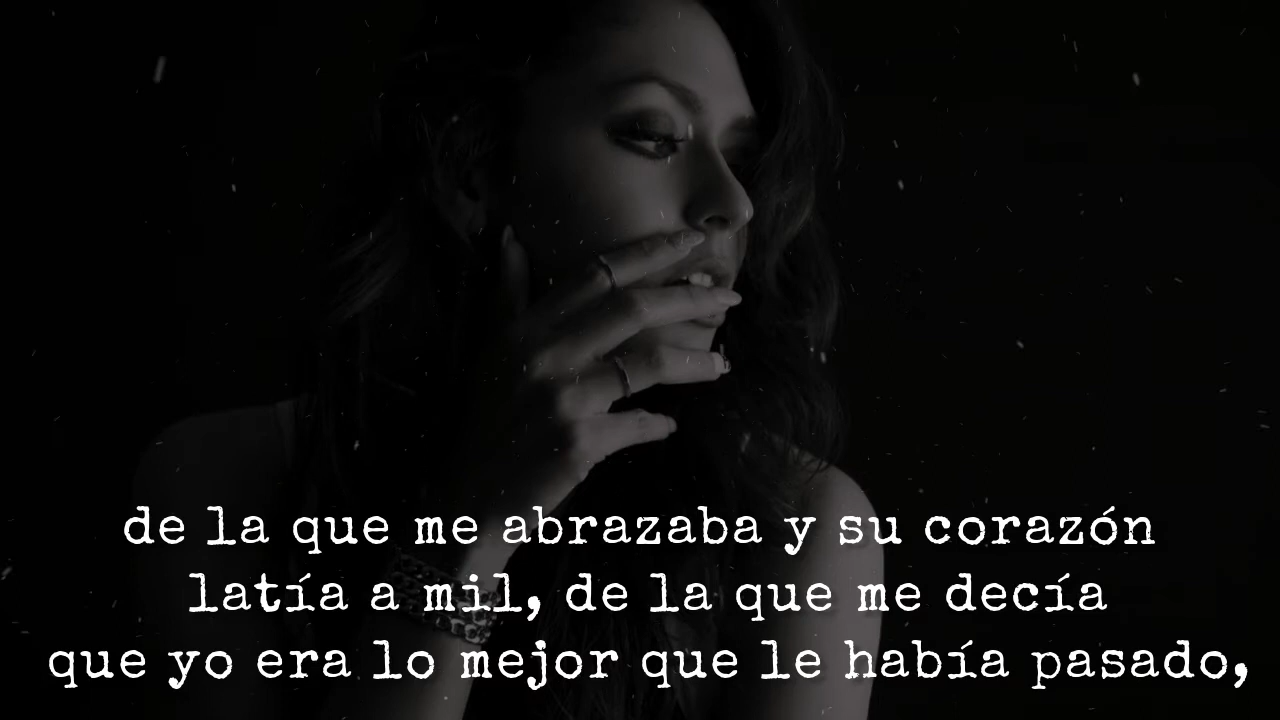 de la que me abrazaba y su corazón
latía a mil, de la que me decía
que yo era lo mejor que le había pasado,